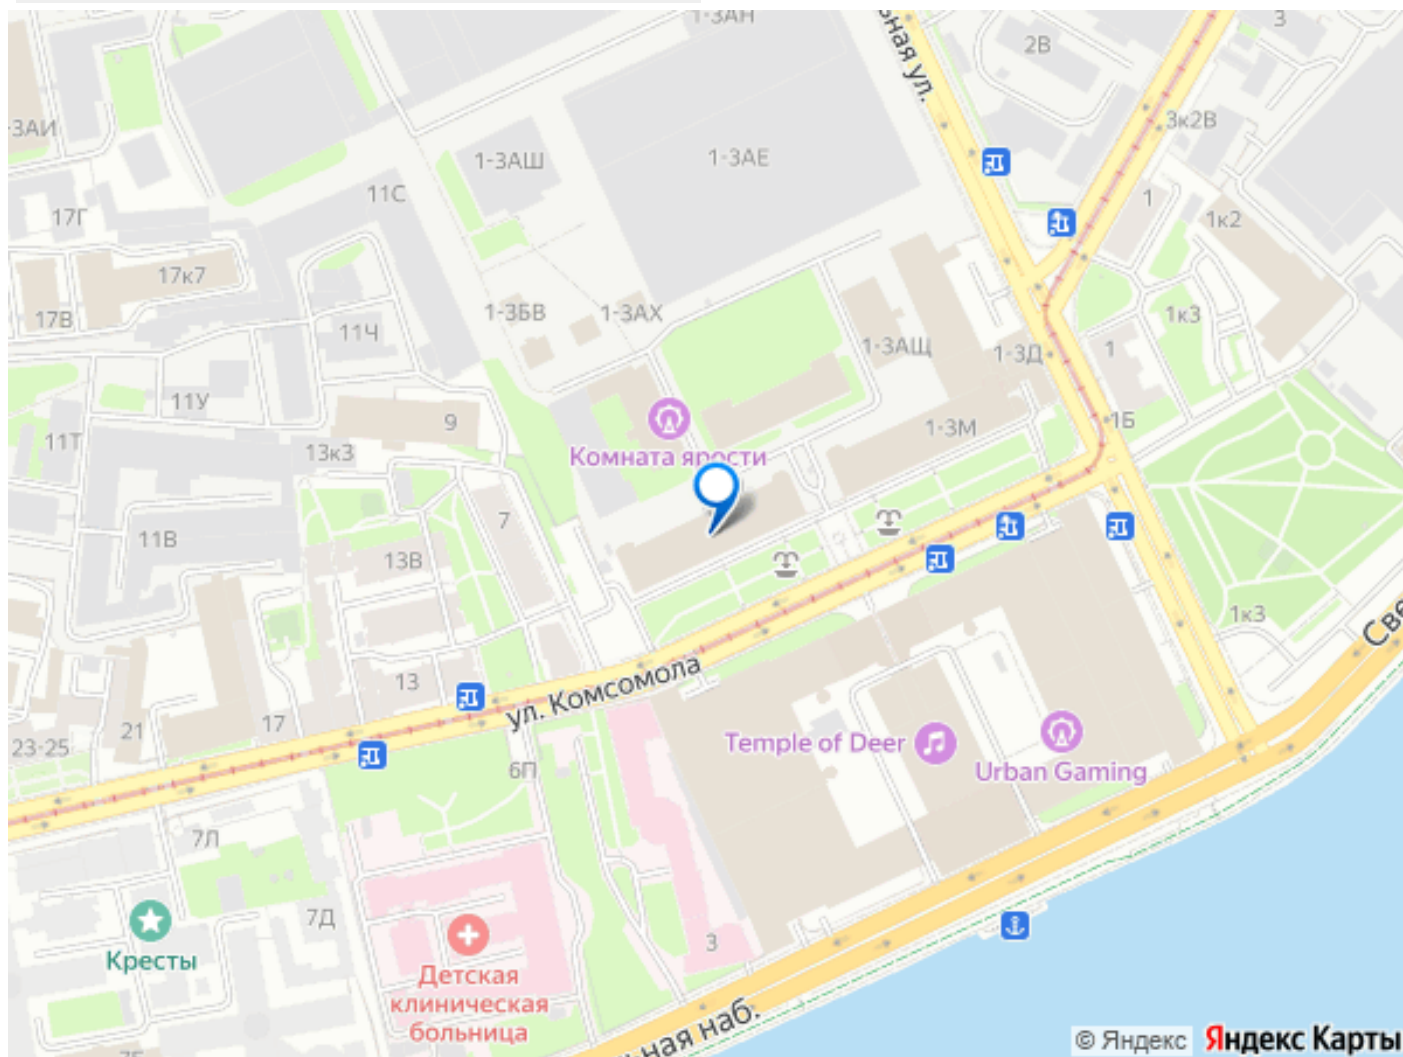 1-3АН
ьная ул.
3
2В
3к2В
-3АИ
1-3АШ
1-3АЕ
11С
1
1к2
17Г
17к7
1-3БВ
1-3АХ
17В
11Ч
1к3
1-3АЩ
1-3Д
1
11У
9
Комната ярости
1-3М
1Б
11Т
13к3
7
11В
13В
1к3
Све
13
ул. Комсомола
17
21
23-25
Temple of Deer
Urban Gaming
6П
7Л
7Д
Кресты
3
Детская
клиническая
больница
ьная наб.
© Яндекс
Яндекс Карты